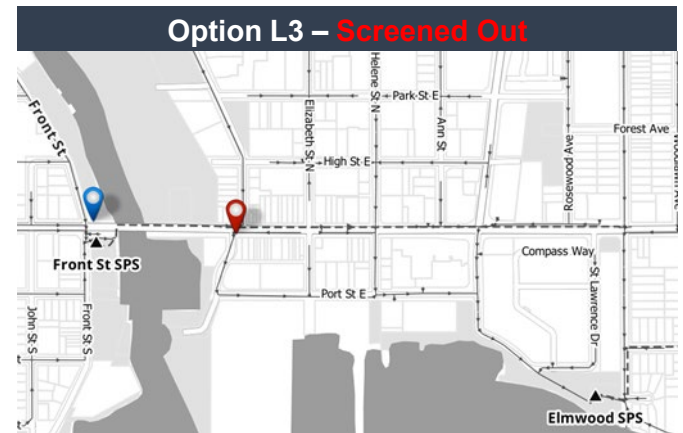 Option L3 – Screened Out
Front St
Elizabeth St N
Helene St N
Park St E
Ann St
High St E
Rosewood Ave
Forest Ave
Front St SPS
Compass Way
Port St E
St Lawrence Dr
John St S
Front St S
Elmwood SPS